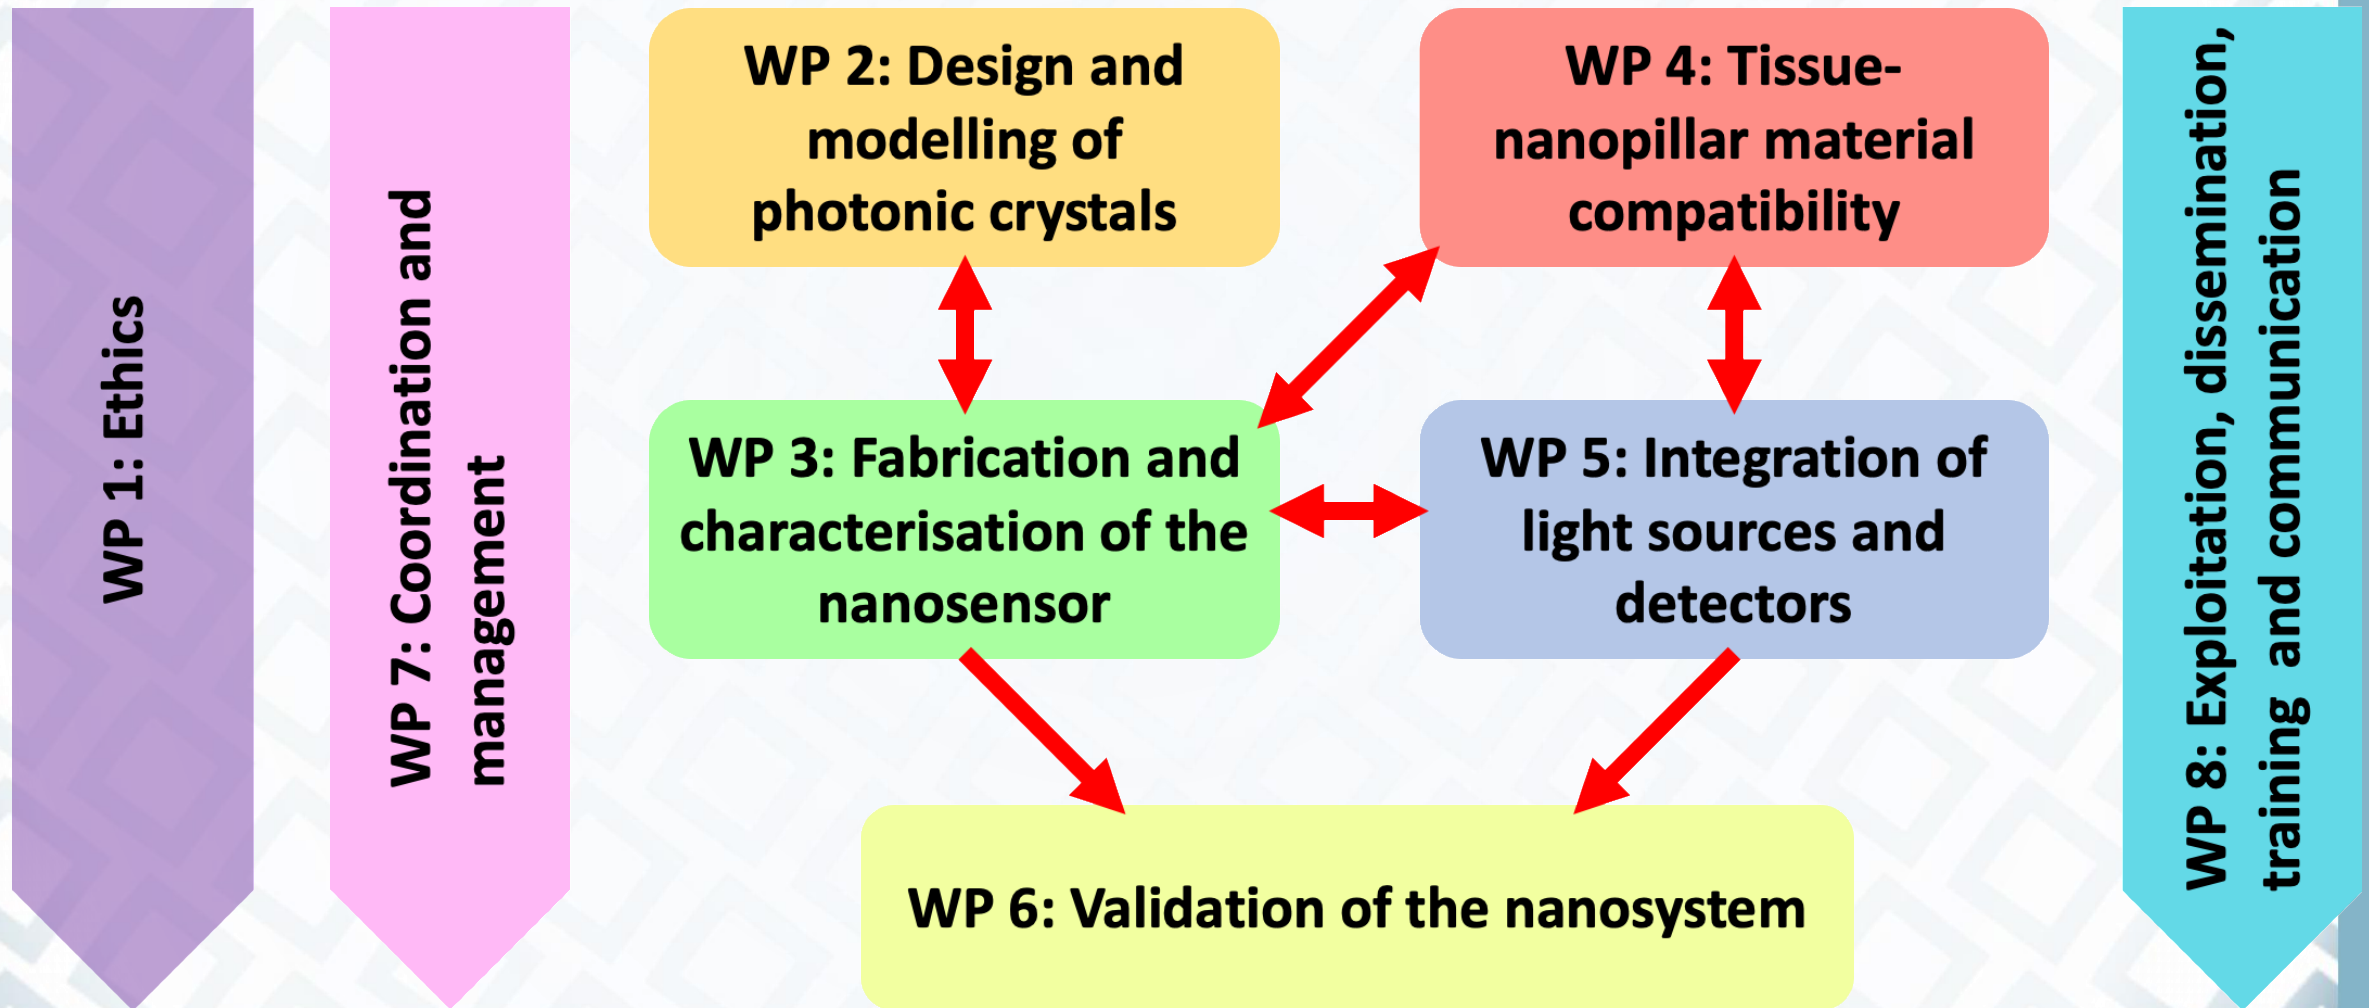 WP 1: Ethics
WP 7: Coordination and
management
WP 2: Design and
modelling of
photonic crystals
WP 4: Tissue-
nanopillar material
compatibility
WP 3: Fabrication and
characterisation of the
nanosensor
WP 5: Integration of
light sources and
detectors
WP 6: Validation of the nanosystem
WP 8: Exploitation, dissemination,
training and communication